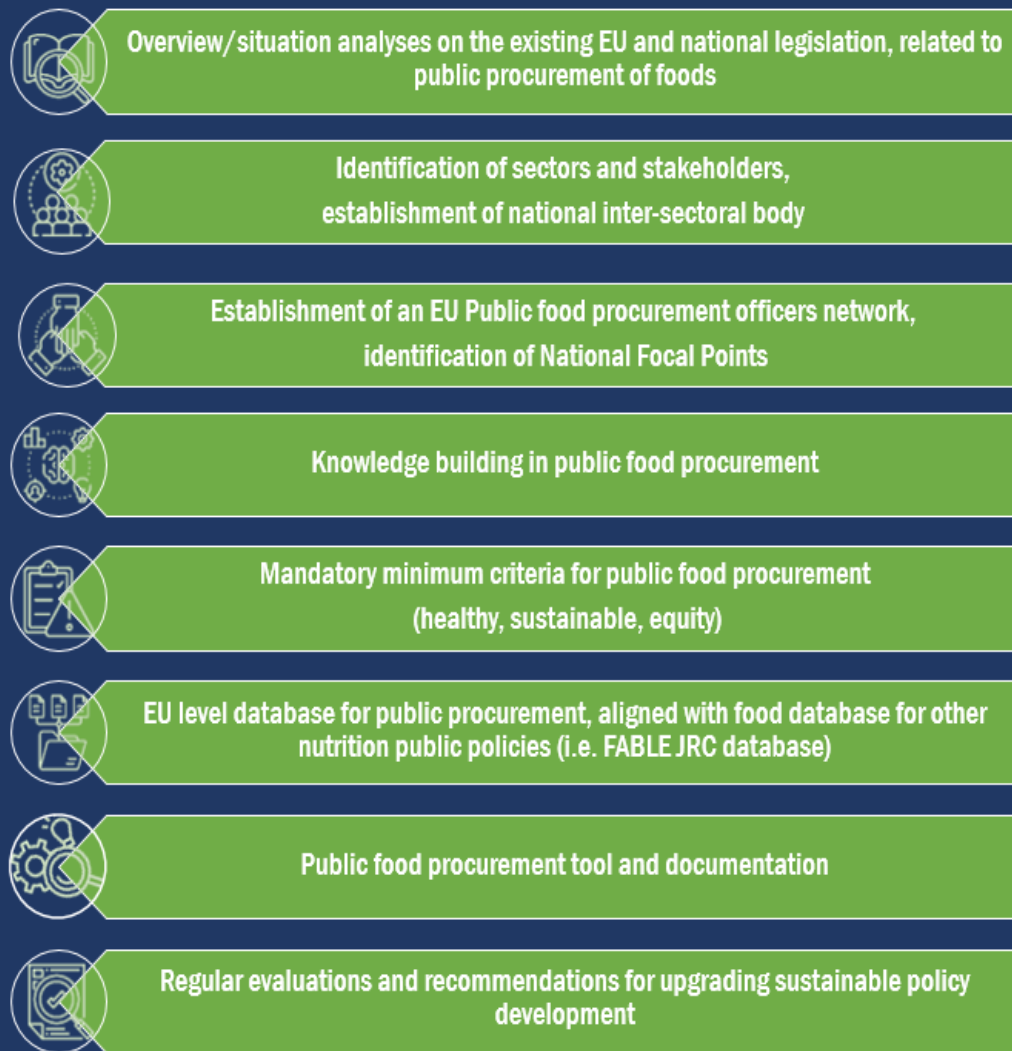 Overview/situation analyses on the existing EU and national legislation, related to
public procurement of foods
Identification of sectors and stakeholders,
establishment of national inter-sectoral body
Establishment of an EU Public food procurement officers network,
identification of National Focal Points
Knowledge building in public food procurement
Mandatory minimum criteria for public food procurement
(healthy, sustainable, equity)
EU level database for public procurement, aligned with food database for other
nutrition public policies (i.e. FABLE JRC database)
Public food procurement tool and documentation
Regular evaluations and recommendations for upgrading sustainable policy
development